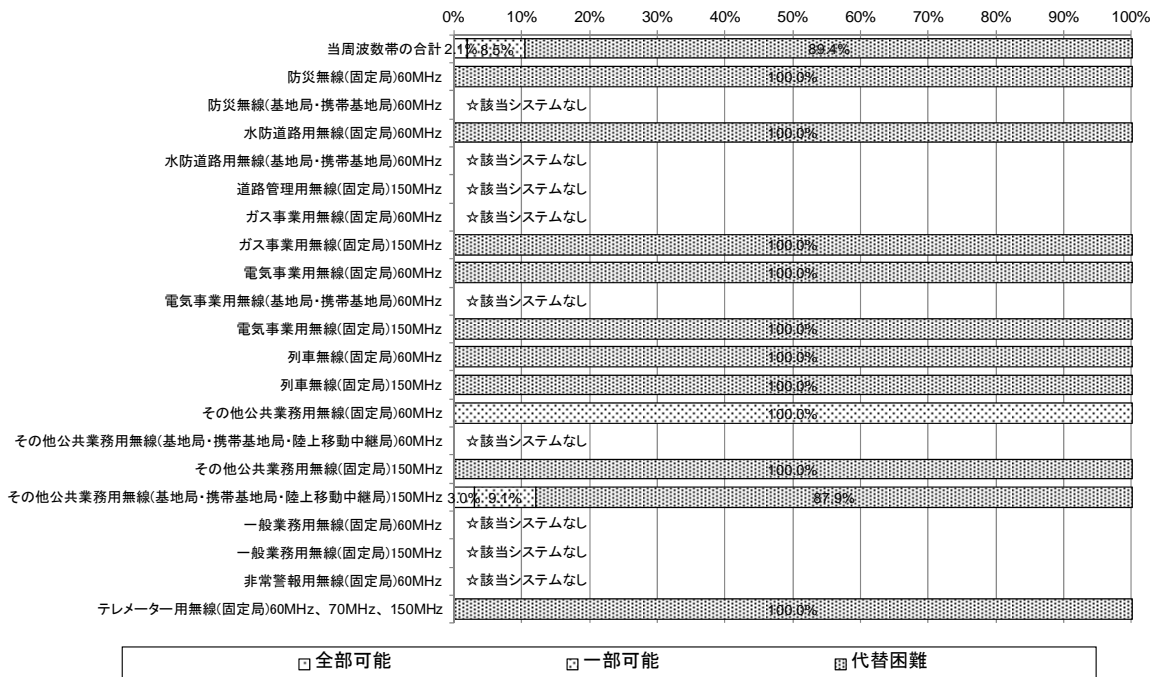 0% 10% 20% 30% 40% 50% 60% 70% 80% 90% 100%
当周波数帯の合計 2.1% 8.5% 89.4%
防災無線(固定局)60MHz 100.0%
防災無線(基地局・携帯基地局)60MHz ☆該当システムなし
水防道路用無線(固定局)60MHz 100.0%
水防道路用無線(基地局・携帯基地局)60MHz ☆該当システムなし
道路管理用無線(固定局)150MHz ☆該当システムなし
ガス事業用無線(固定局)60MHz ☆該当システムなし
ガス事業用無線(固定局)150MHz 100.0%
電気事業用無線(固定局)60MHz 100.0%
電気事業用無線(基地局・携帯基地局)60MHz ☆該当システムなし
電気事業用無線(固定局)150MHz 100.0%
列車無線(固定局)60MHz 100.0%
列車無線(固定局)150MHz 100.0%
その他公共業務用無線(固定局)60MHz 100.0%
その他公共業務用無線(基地局・携帯基地局・陸上移動中継局)60MHz ☆該当システムなし
その他公共業務用無線(固定局)150MHz 100.0%
その他公共業務用無線(基地局・携帯基地局・陸上移動中継局)150MHz 3.0% 9.1% 87.9%
一般業務用無線(固定局)60MHz ☆該当システムなし
一般業務用無線(固定局)150MHz ☆該当システムなし
非常警報用無線(固定局)60MHz ☆該当システムなし
テレメーター用無線(固定局)60MHz、70MHz、150MHz 100.0%
全部可能 一部可能 代替困難